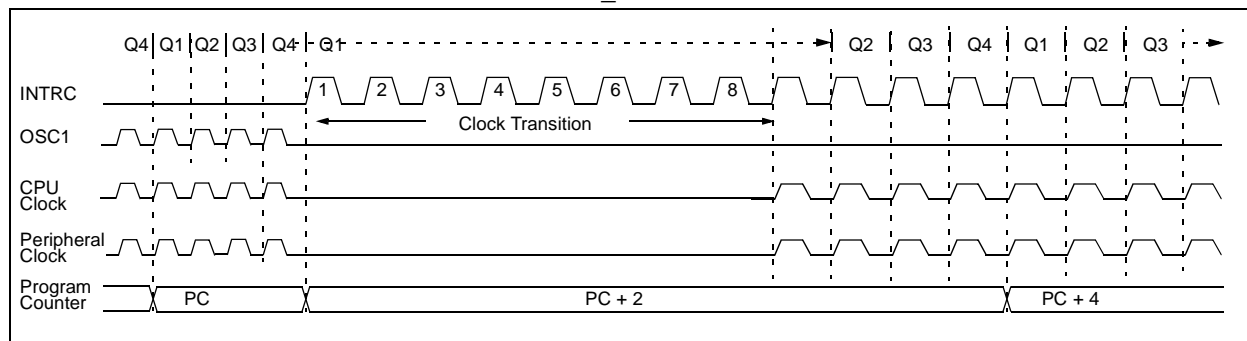 Q4 Q1 Q2 Q3 Q4 Q1 Q2 Q3 Q4 Q1 Q2 Q3
INTRC 1 2 3 4 5 6 7 8
Clock Transition
OSC1
CPU
Clock
Peripheral
Clock
Program
Counter
PC PC + 2 PC + 4